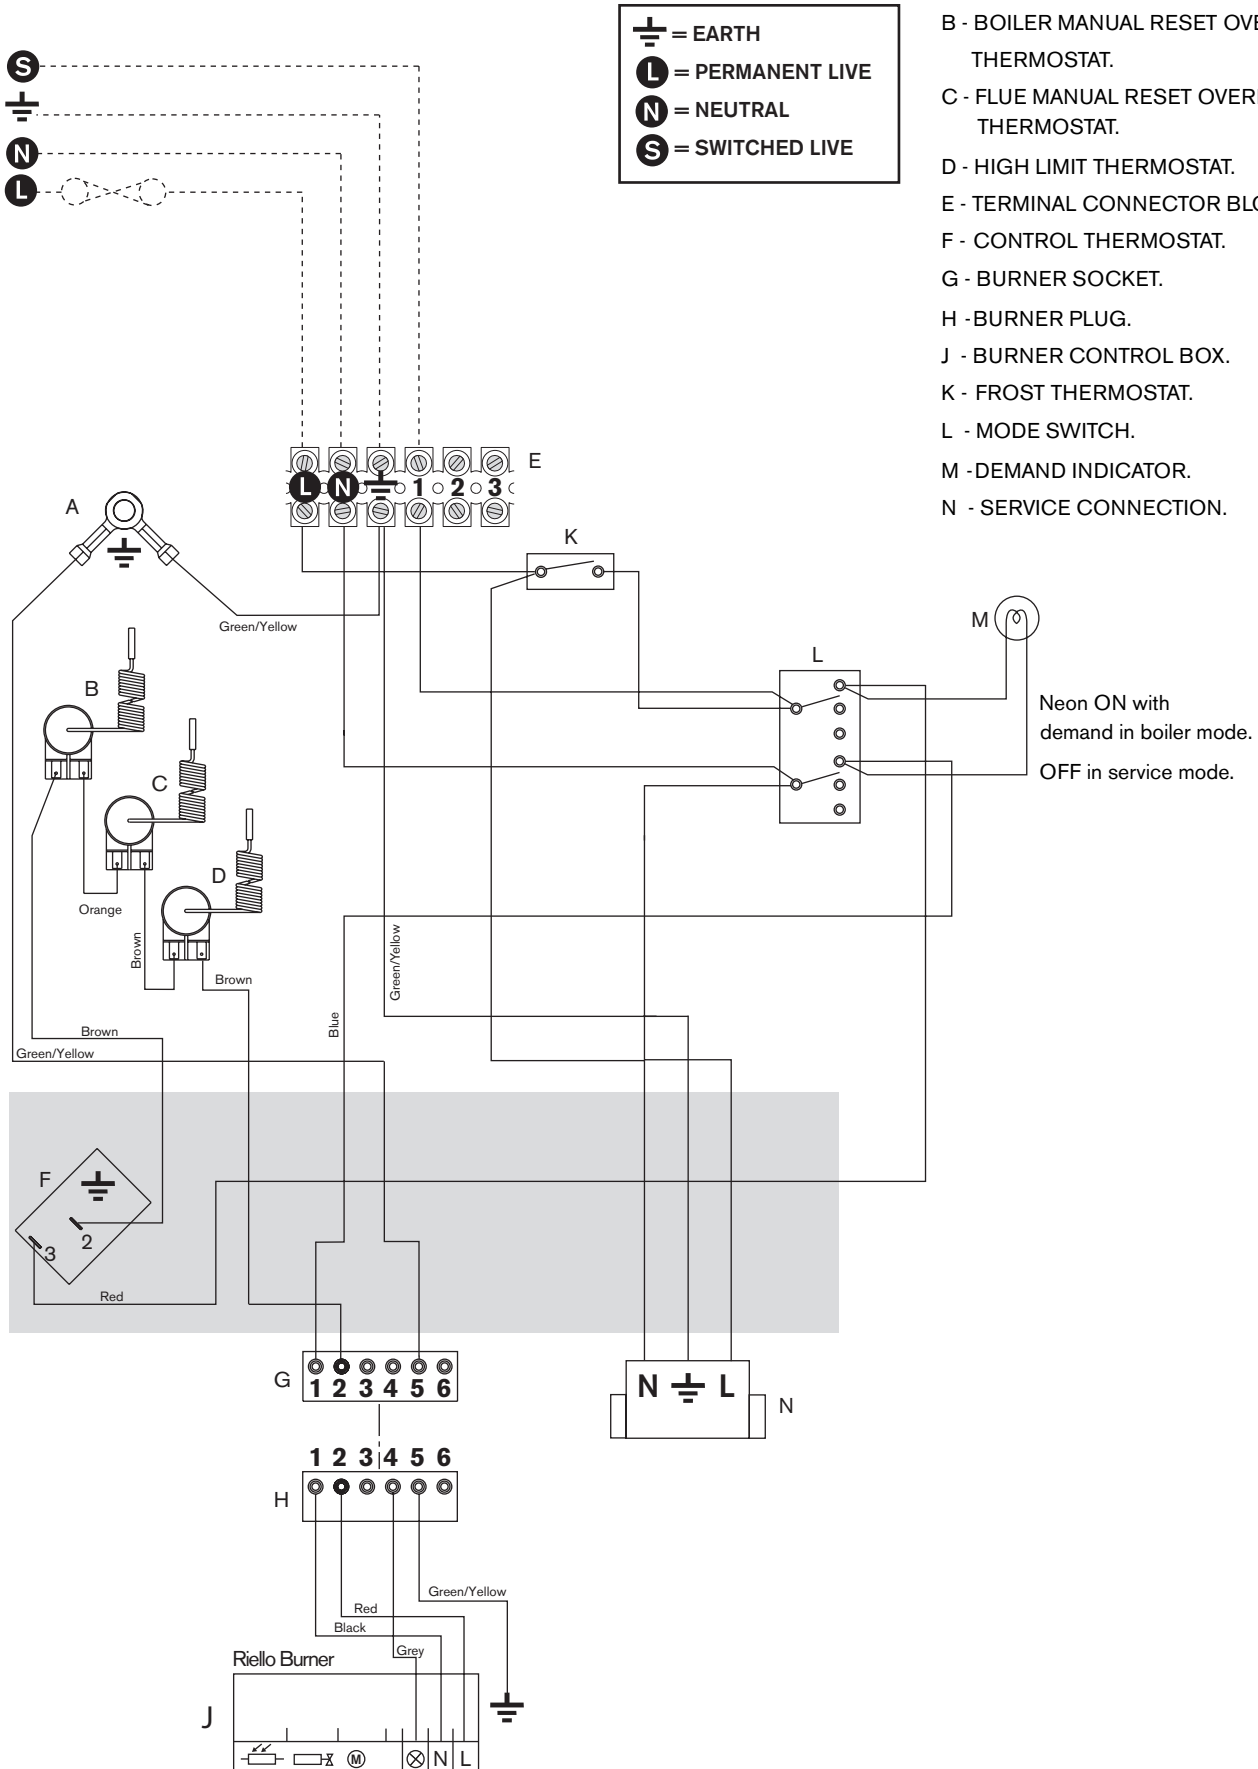 S
= EARTH
L = PERMANENT LIVE
N = NEUTRAL
S = SWITCHED LIVE
N
L
B - BOILER MANUAL RESET
THERMOSTAT.
C - FLUE MANUAL RESET
THERMOSTAT.
D - HIGH LIMIT THERMOSTAT.
E - TERMINAL CONNECTOR
F - CONTROL THERMOSTAT.
G - BURNER SOCKET.
H -BURNER PLUG.
J - BURNER CONTROL BOX.
K - FROST THERMOSTAT.
L - MODE SWITCH.
M -DEMAND INDICATOR.
N - SERVICE CONNECTION.
E
L N 1 2 3
A
K
Green/Yellow
M
L
B
Neon ON with
demand in boiler mode.
OFF in service mode.
C
D
Orange
Brown
Brown
Green/Yellow
Blue
Brown
Green/Yellow
F
2
3
Red
G
1 2 3 4 5 6
N L
N
1 2 3 4 5 6
H
Green/Yellow
Red
Black
Grey
Riello Burner
J
M
N L